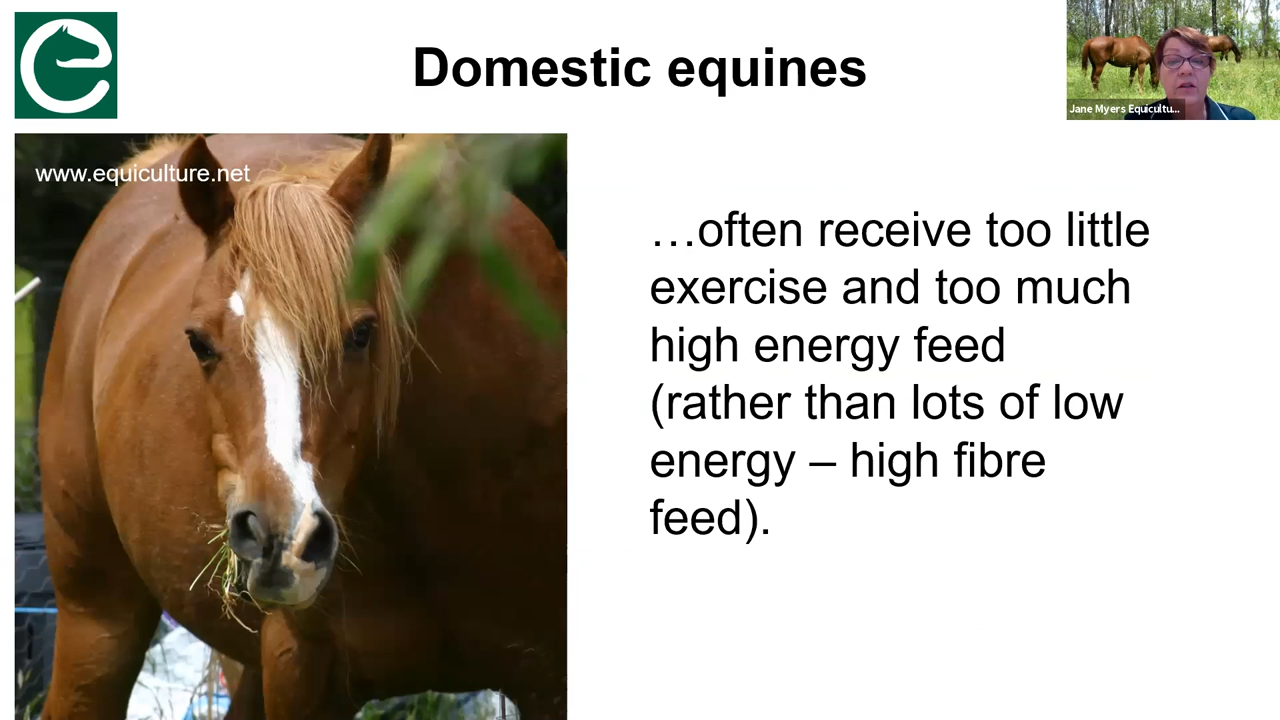 Domestic equines
Jane Myers Equicultu...
www.equiculture.net
…often receive too little
exercise and too much
high energy feed
(rather than lots of low
energy – high fibre
feed).